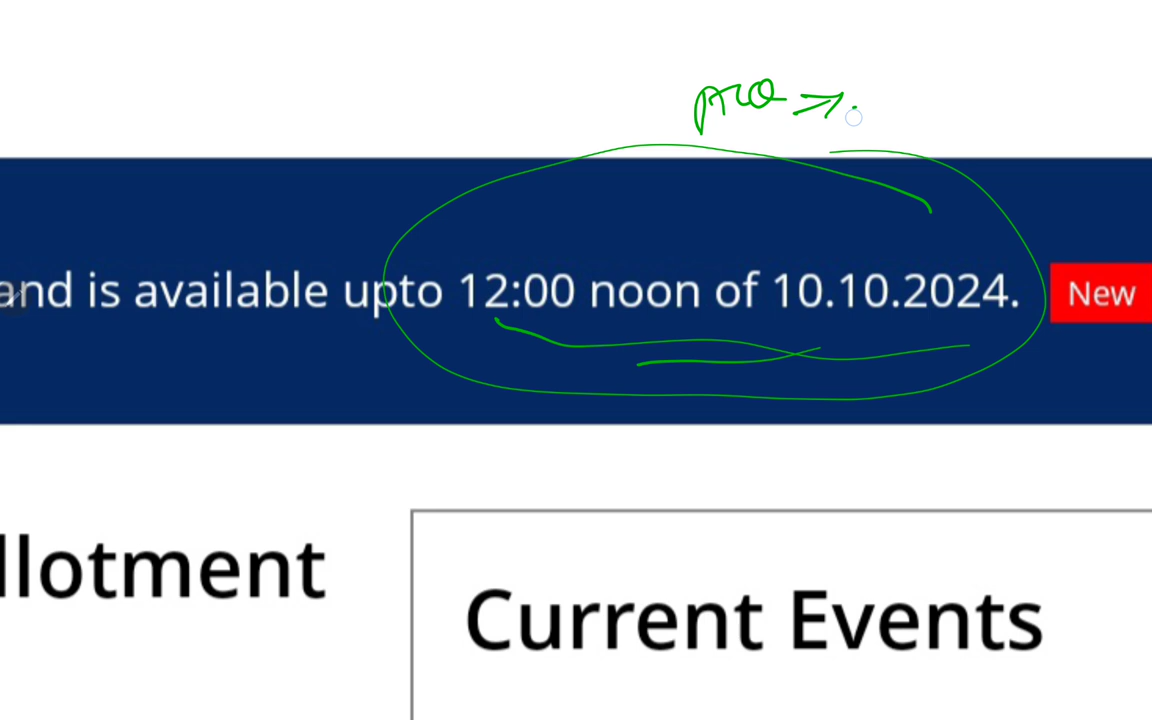 and is available upto 12:00 noon of 10.10.2024.
New
llotment
Current Events